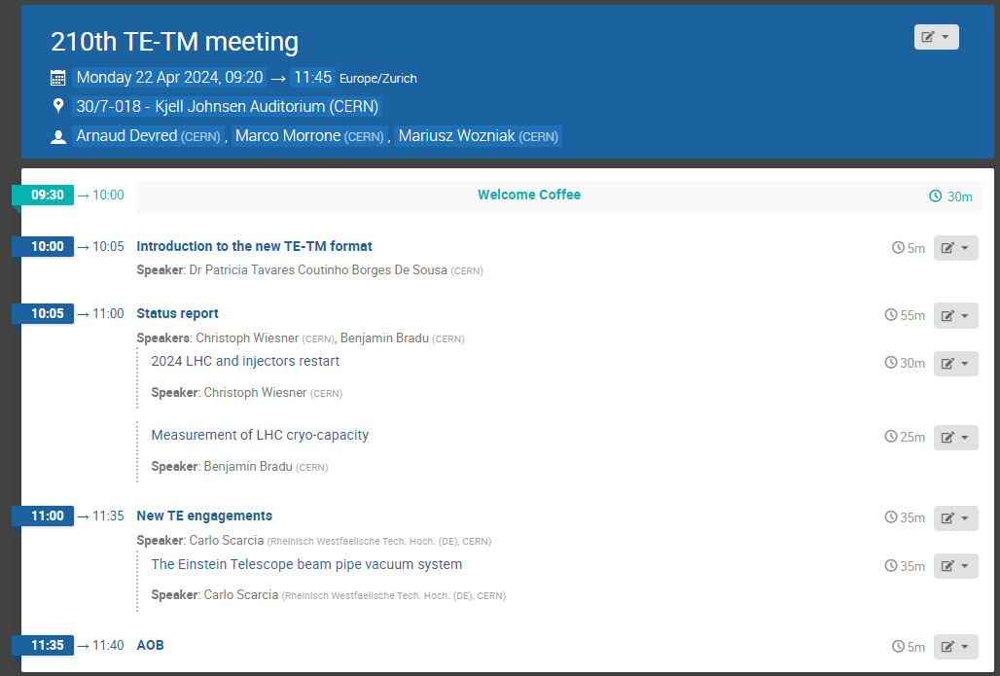 210th TE-TM meeting
Monday 22 Apr 2024, 09:20 → 11:45 Europe/Zurich
30/7-018 - Kjell Johnsen Auditorium (CERN)
Arnaud Devred (CERN) , Marco Morrone (CERN) , Mariusz Wozniak (CERN)
09:30 → 10:00 Welcome Coffee 30m
10:00 → 10:05 Introduction to the new TE-TM format 5m
Speaker: Dr Patricia Tavares Coutinho Borges De Sousa (CERN)
10:05 → 11:00 Status report 55m
Speakers: Christoph Wiesner (CERN), Benjamin Bradu (CERN)
2024 LHC and injectors restart 30m
Speaker: Christoph Wiesner (CERN)
Measurement of LHC cryo-capacity 25m
Speaker: Benjamin Bradu (CERN)
11:00 → 11:35 New TE engagements 35m
Speaker: Carlo Scarcia (Rheinisch Westfaelische Tech. Hoch. (DE), CERN)
The Einstein Telescope beam pipe vacuum system 35m
Speaker: Carlo Scarcia (Rheinisch Westfaelische Tech. Hoch. (DE), CERN)
11:35 → 11:40 AOB 5m